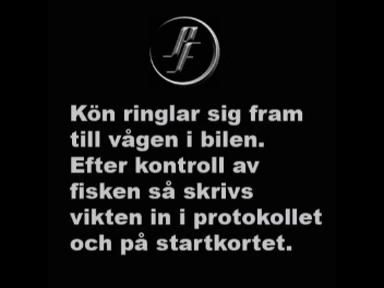 PF
Kön ringlar sig fram
till vågen i bilen.
Efter kontroll av
fisken så skrivs
vikten in i protokollet
och på startkortet.